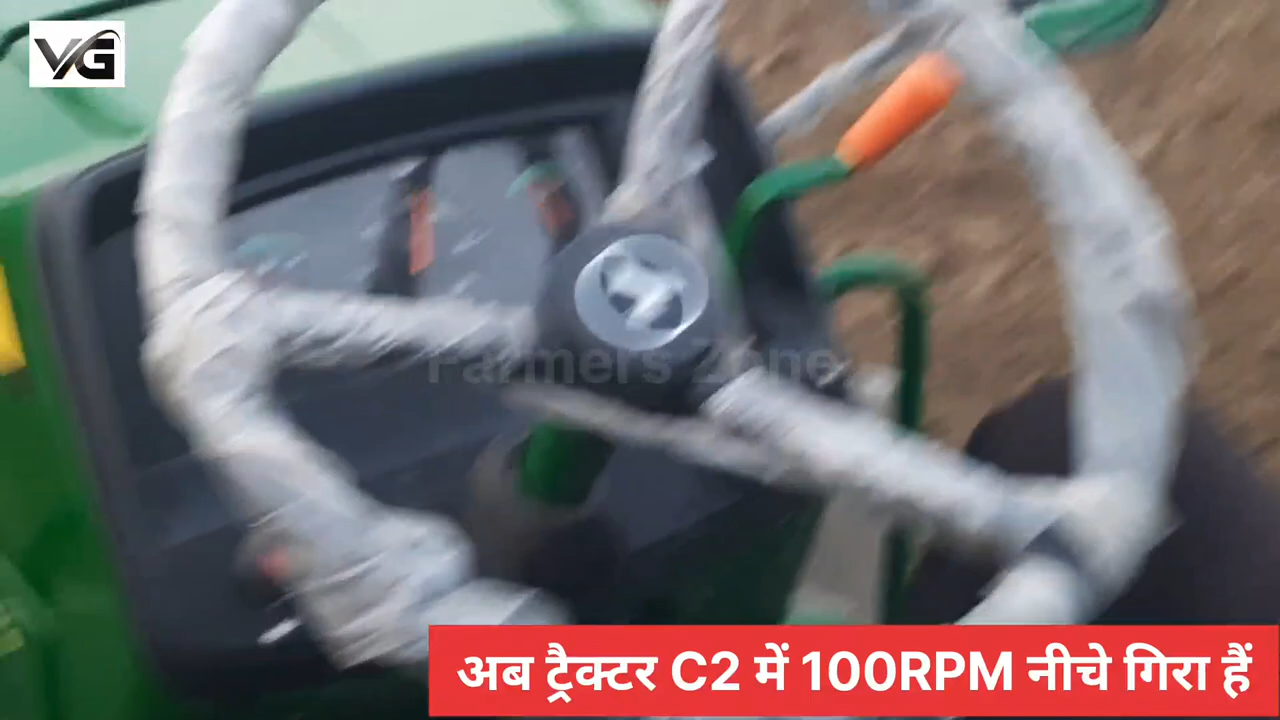 VG
Farmers Zone
अब ट्रैक्टर C2 में 100RPM नीचे गिरा हैं